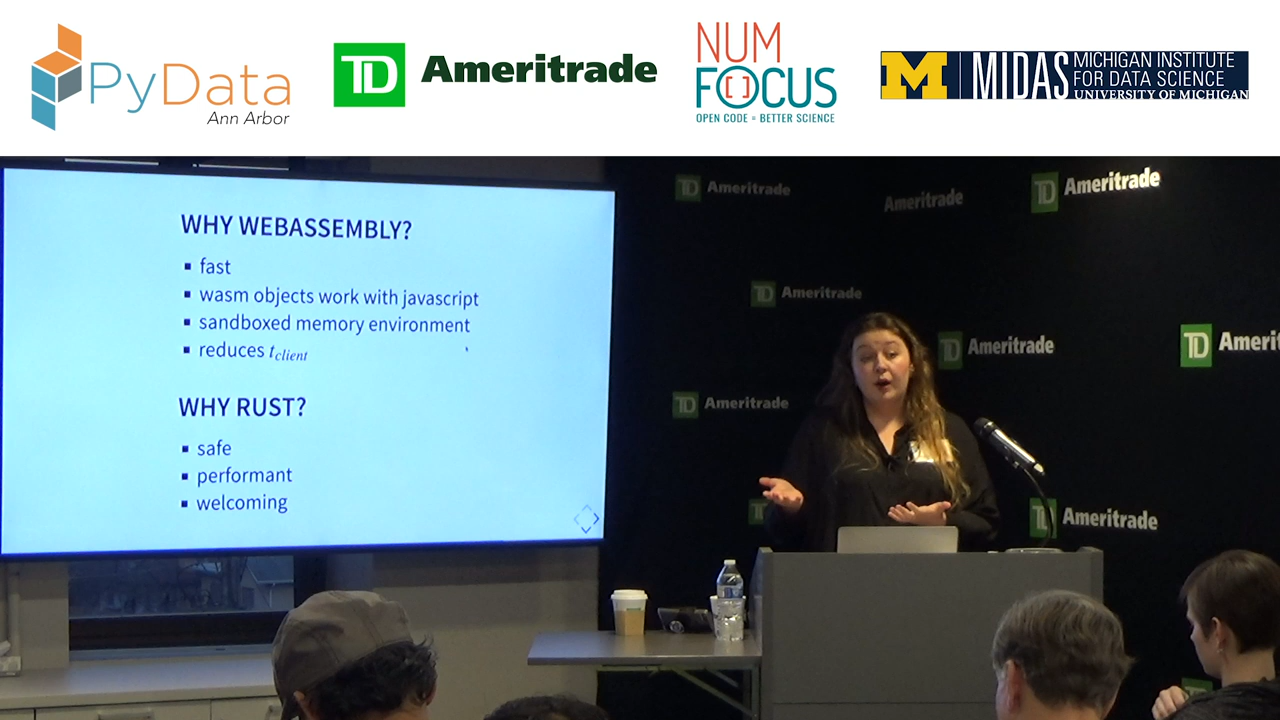 PyData
Ann Arbor
TD Ameritrade
NUM
FOCUS
OPEN CODE = BETTER SCIENCE
M MIDAS MICHIGAN INSTITUTE
FOR DATA SCIENCE
UNIVERSITY OF MICHIGAN
WHY WEBASSEMBLY?
▪ fast
▪ wasm objects work with javascript
▪ sandboxed memory environment
▪ reduces t_client
WHY RUST?
▪ safe
▪ performant
▪ welcoming
TD Ameritrade
Ameritrade
TD Ameritrade
TD Ameritrade
TD Ameritrade
TD Ameri
TD Ameritrade
TD Ameritrade